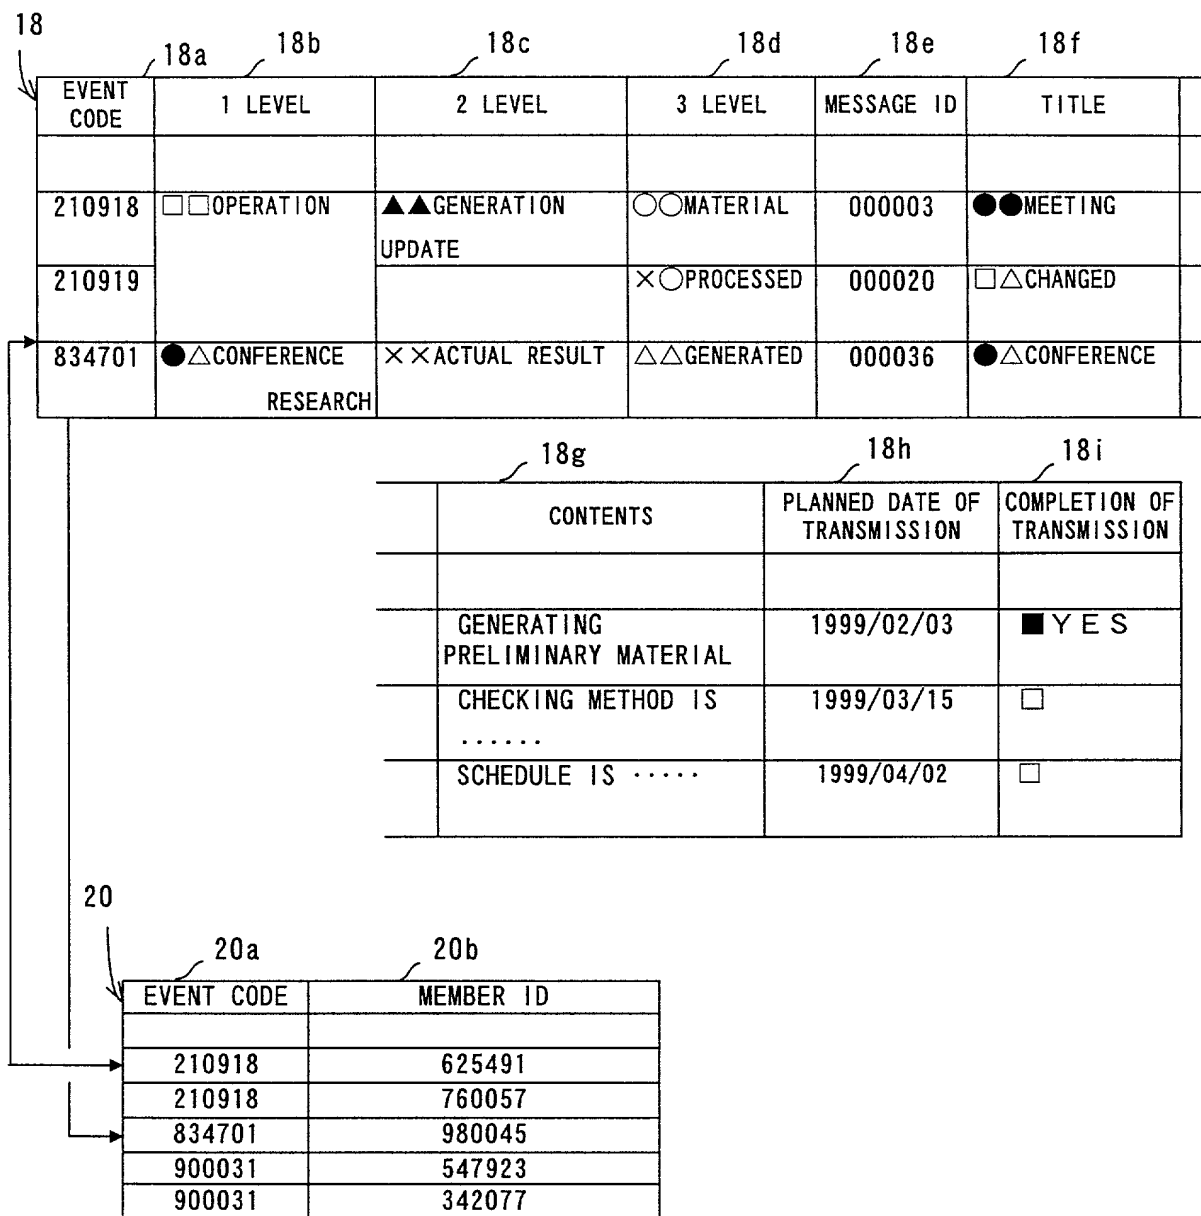 18
18a 18b 18c 18d 18e 18f
EVENT CODE 1 LEVEL 2 LEVEL 3 LEVEL MESSAGE ID TITLE
210918 □□OPERATION ▲▲GENERATION ○○MATERIAL 000003 ●●MEETING
UPDATE
210919 ×○PROCESSED 000020 □△CHANGED
834701 ●△CONFERENCE ××ACTUAL RESULT △△GENERATED 000036 ●△CONFERENCE
RESEARCH
18g 18h 18i
CONTENTS PLANNED DATE OF TRANSMISSION COMPLETION OF TRANSMISSION
GENERATING 1999/02/03 ■YES
PRELIMINARY MATERIAL
CHECKING METHOD IS 1999/03/15 □
······
SCHEDULE IS ····· 1999/04/02 □
20
20a 20b
EVENT CODE MEMBER ID
210918 625491
210918 760057
834701 980045
900031 547923
900031 342077